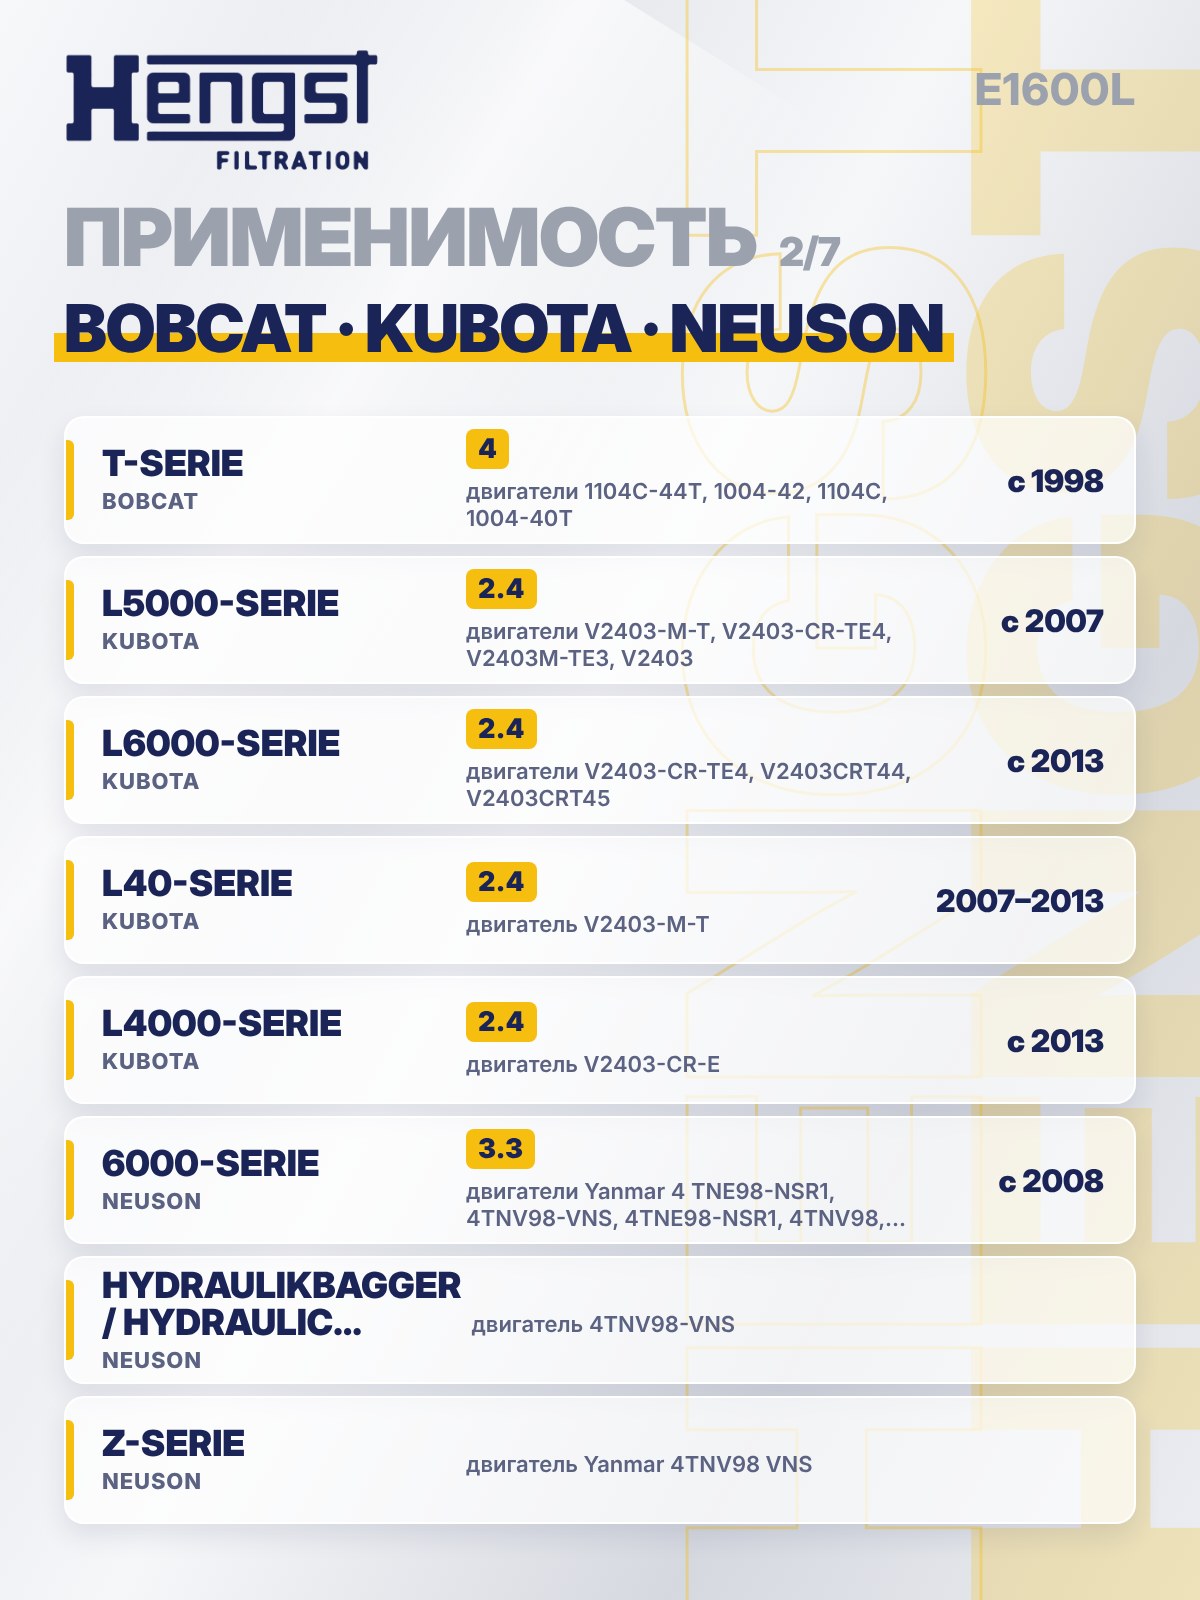 Hengst
FILTRATION
E1600L
ПРИМЕНИМОСТЬ 2/7
BOBCAT · KUBOTA · NEUSON
T-SERIE
BOBCAT
4
двигатели 1104C-44T, 1004-42, 1104C,
1004-40T
с 1998
L5000-SERIE
KUBOTA
2.4
двигатели V2403-M-T, V2403-CR-TE4,
V2403M-TE3, V2403
с 2007
L6000-SERIE
KUBOTA
2.4
двигатели V2403-CR-TE4, V2403CRT44,
V2403CRT45
с 2013
L40-SERIE
KUBOTA
2.4
двигатель V2403-M-T
2007–2013
L4000-SERIE
KUBOTA
2.4
двигатель V2403-CR-E
с 2013
6000-SERIE
NEUSON
3.3
двигатели Yanmar 4 TNE98-NSR1,
4TNV98-VNS, 4TNE98-NSR1, 4TNV98,...
с 2008
HYDRAULIKBAGGER
/ HYDRAULIC...
NEUSON
двигатель 4TNV98-VNS
Z-SERIE
NEUSON
двигатель Yanmar 4TNV98 VNS
HENGST
HENGST